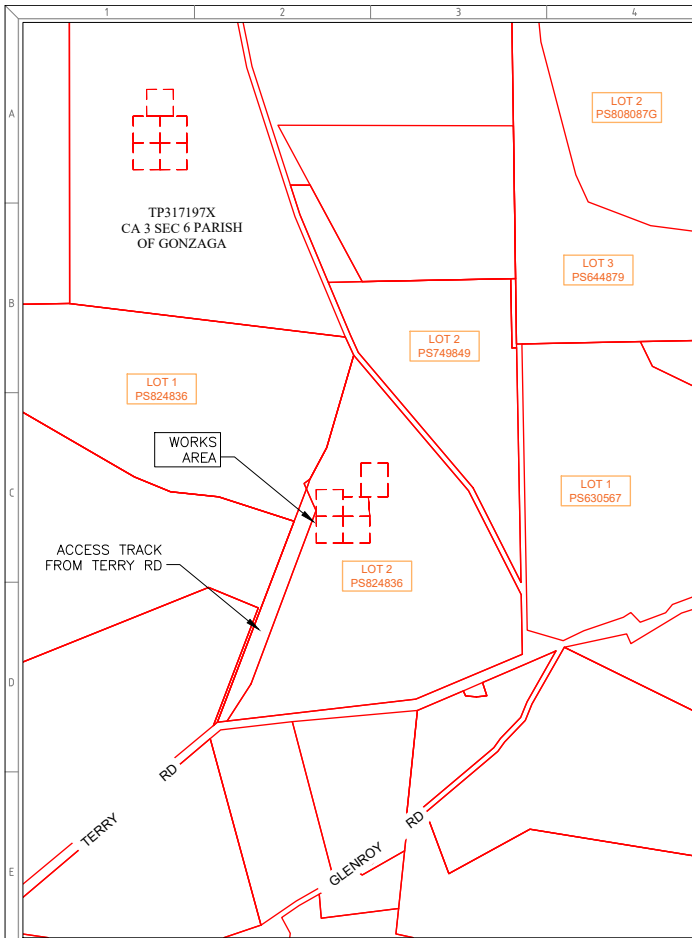 1
2
3
4
A
LOT 2
PS808087G
TP317197X
CA 3 SEC 6 PARISH
OF GONZAGA
LOT 3
PS644879
B
LOT 2
PS749849
LOT 1
PS824836
WORKS
AREA
C
LOT 1
PS630567
ACCESS TRACK
FROM TERRY RD
LOT 2
PS824836
D
RD
TERRY
RD
GLENROY
E